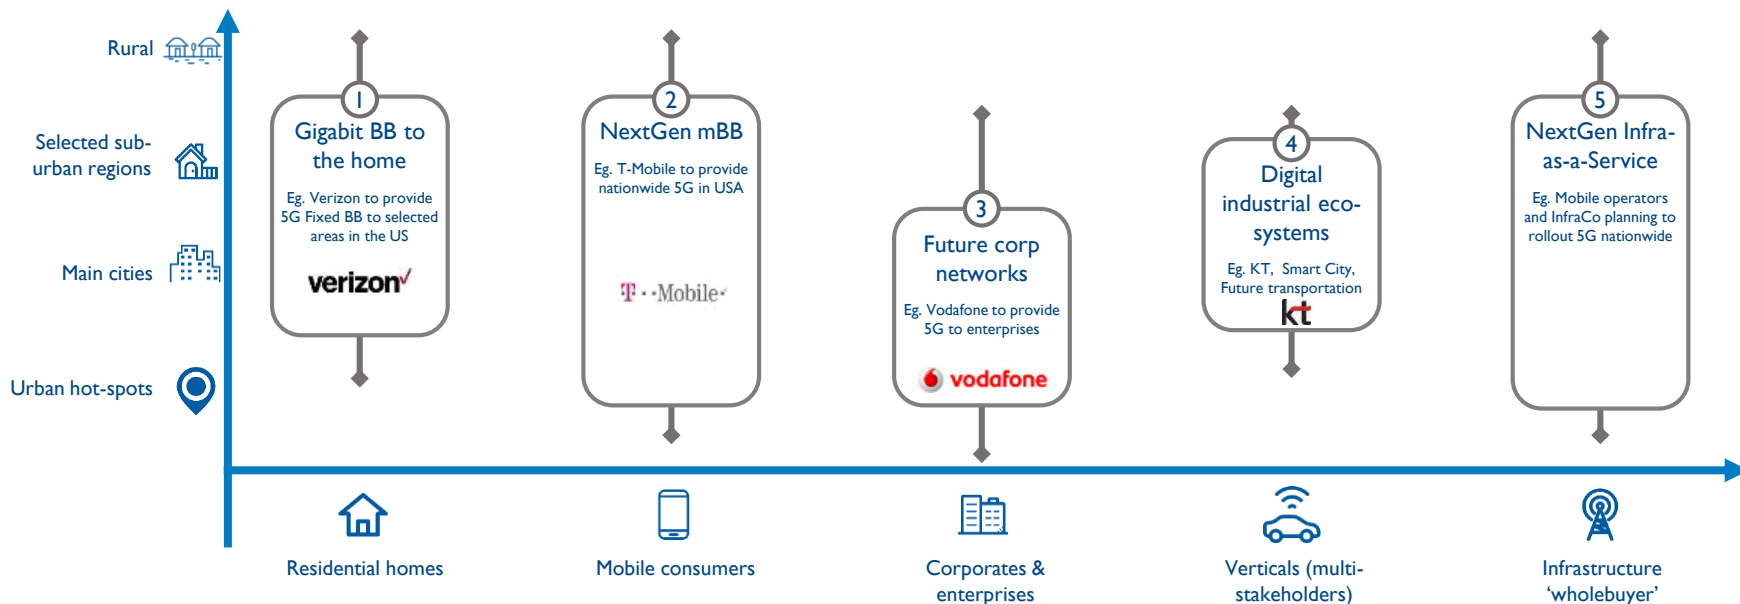 Rural
Selected sub-
urban regions
Main cities
Urban hot-spots
1
Gigabit BB to
the home
Eg. Verizon to provide
5G Fixed BB to selected
areas in the US
verizon
2
NextGen mBB
Eg. T-Mobile to provide
nationwide 5G in USA
T··Mobile·
3
Future corp
networks
Eg. Vodafone to provide
5G to enterprises
vodafone
4
Digital
industrial eco-
systems
Eg. KT, Smart City,
Future transportation
kt
5
NextGen Infra-
as-a-Service
Eg. Mobile operators
and InfraCo planning to
rollout 5G nationwide
Residential homes
Mobile consumers
Corporates &
enterprises
Verticals (multi-
stakeholders)
Infrastructure
‘wholebuyer’